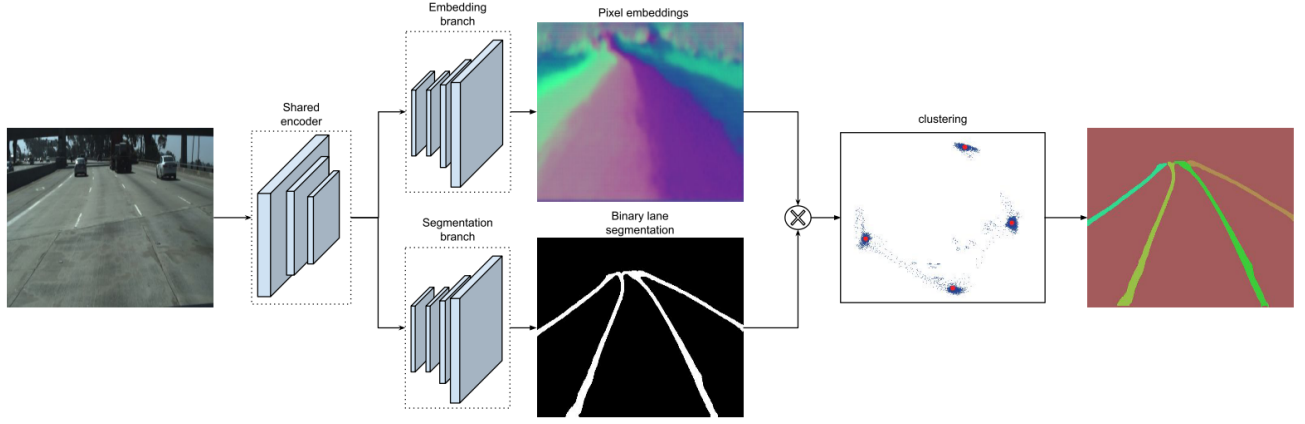 Embedding
branch
Pixel embeddings
Shared
encoder
clustering
Segmentation
branch
Binary lane
segmentation